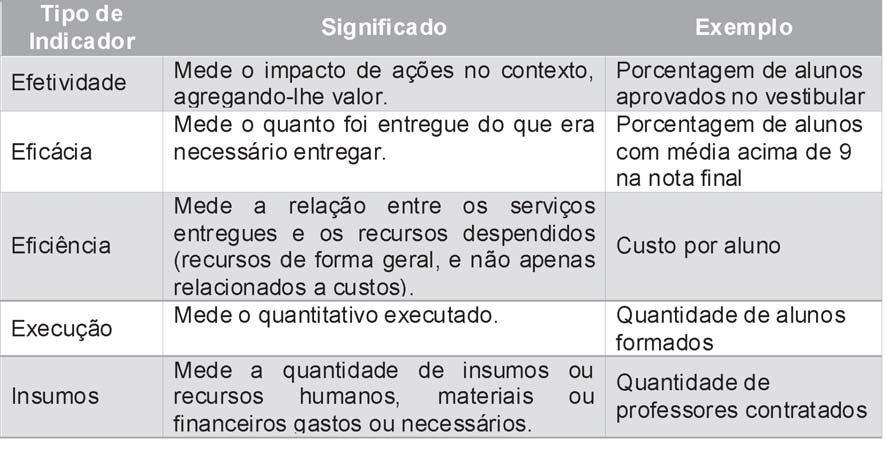 Tipo de
Indicador
Significado
Exemplo
Efetividade
Mede o impacto de ações no contexto,
agregando-lhe valor.
Porcentagem de alunos
aprovados no vestibular
Eficácia
Mede o quanto foi entregue do que era
necessário entregar.
Porcentagem de alunos
com média acima de 9
na nota final
Eficiência
Mede a relação entre os serviços
entregues e os recursos despendidos
(recursos de forma geral, e não apenas
relacionados a custos).
Custo por aluno
Execução
Mede o quantitativo executado.
Quantidade de alunos
formados
Insumos
Mede a quantidade de insumos ou
recursos humanos, materiais ou
financeiros gastos ou necessários.
Quantidade de
professores contratados